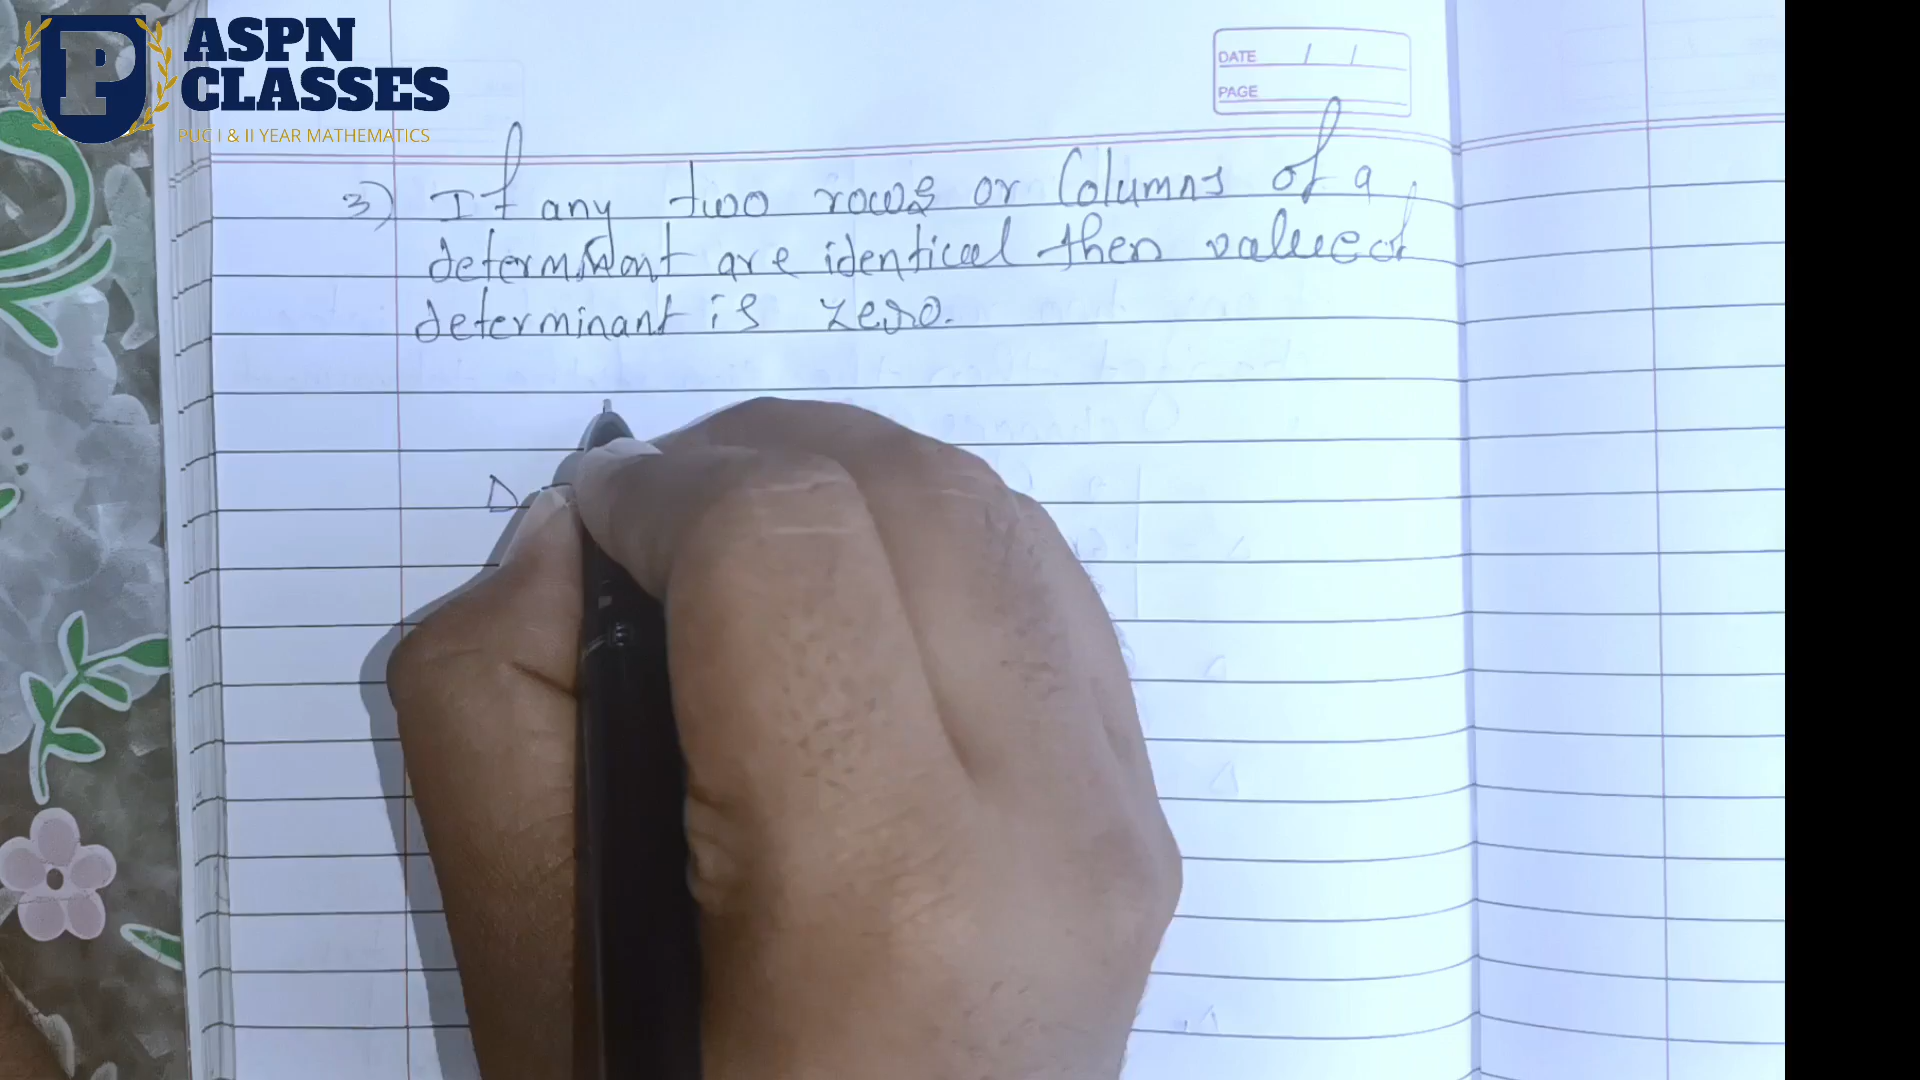 P
ASPN
CLASSES
PUC I & II YEAR MATHEMATICS
DATE / /
PAGE
3) If any two rows or Columns of a
determinant are identical then value of
determinant is zero.
Δ